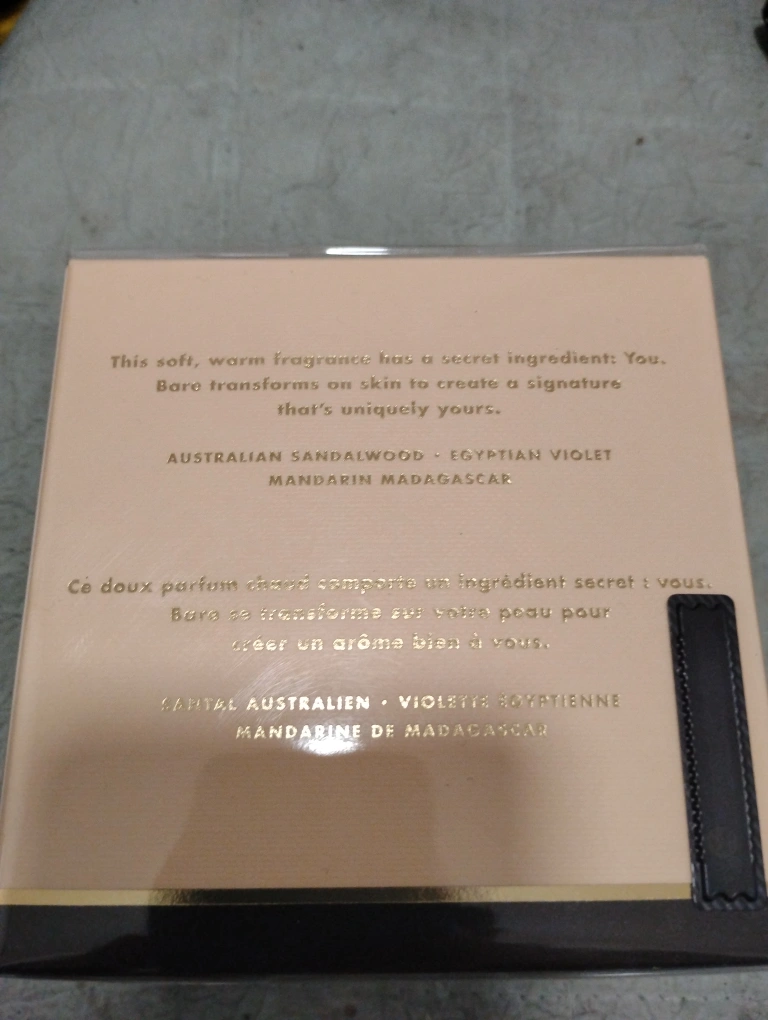 This soft, warm fragrance has a secret ingredient: You.
Bare transforms on skin to create a signature
that's uniquely yours.
AUSTRALIAN SANDALWOOD · EGYPTIAN VIOLET
MANDARIN MADAGASCAR
Ce doux parfum chaud comporte un ingrédient secret : vous.
Bare se transforme sur votre peau pour
créer un arôme bien à vous.
SANTAL AUSTRALIEN · VIOLETTE ÉGYPTIENNE
MANDARINE DE MADAGASCAR